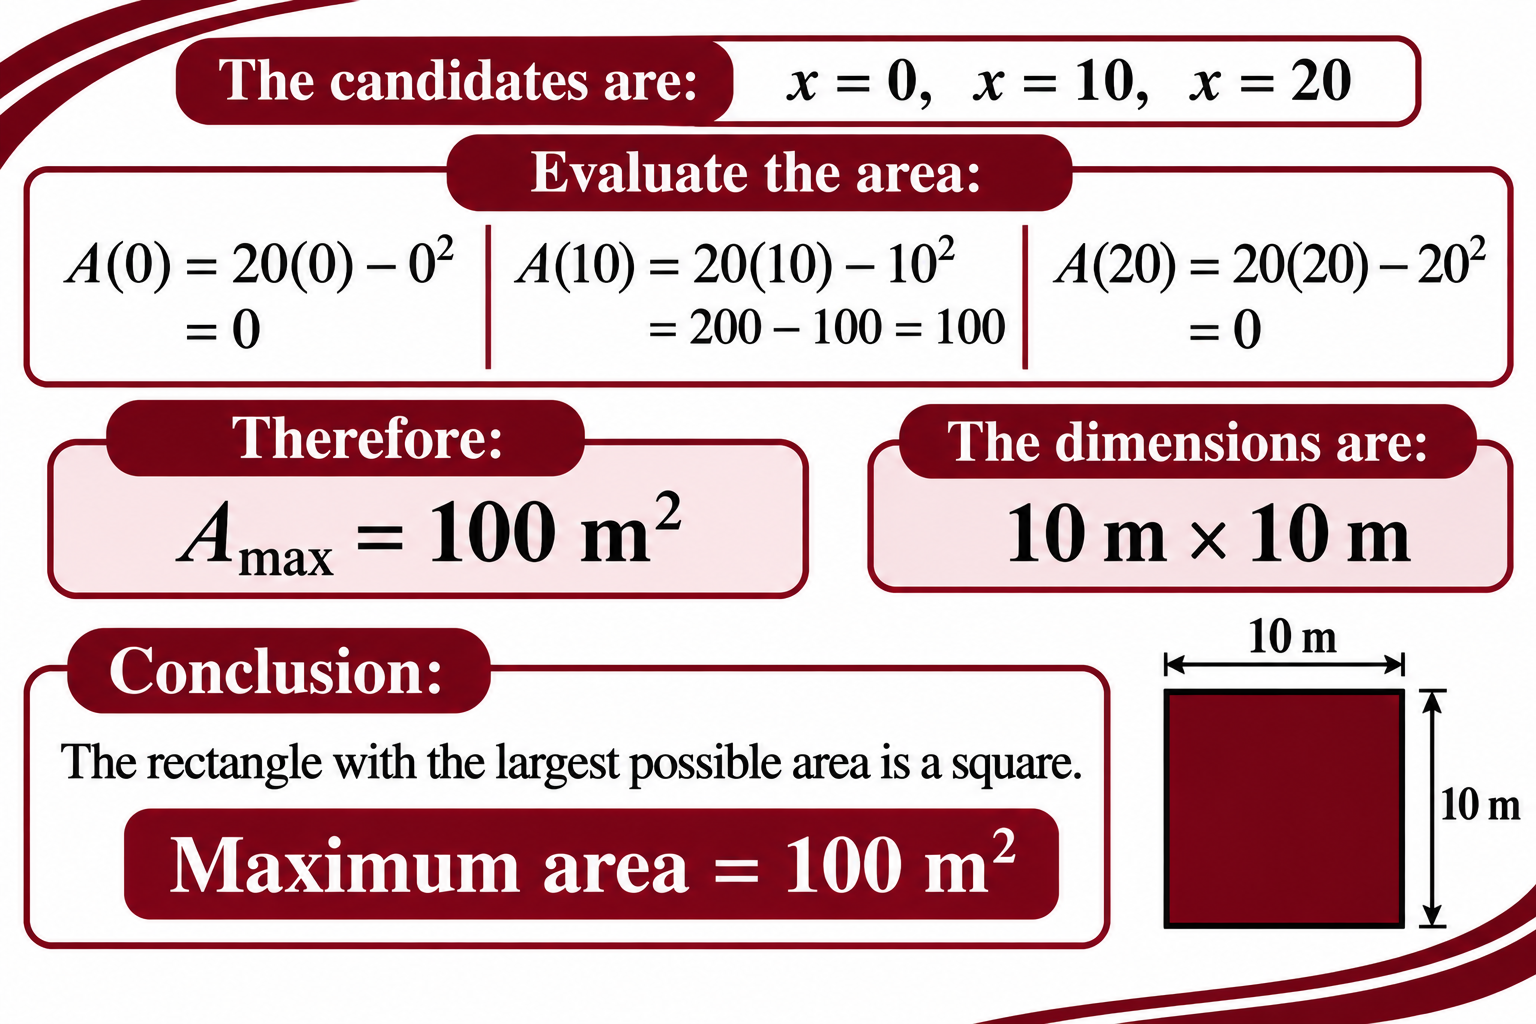 The candidates are: x = 0, x = 10, x = 20
Evaluate the area:
A(0) = 20(0) − 0²
= 0
A(10) = 20(10) − 10²
= 200 − 100 = 100
A(20) = 20(20) − 20²
= 0
Therefore:
Aₘₐₓ = 100 m²
The dimensions are:
10 m × 10 m
Conclusion:
The rectangle with the largest possible area is a square.
Maximum area = 100 m²
10 m
10 m